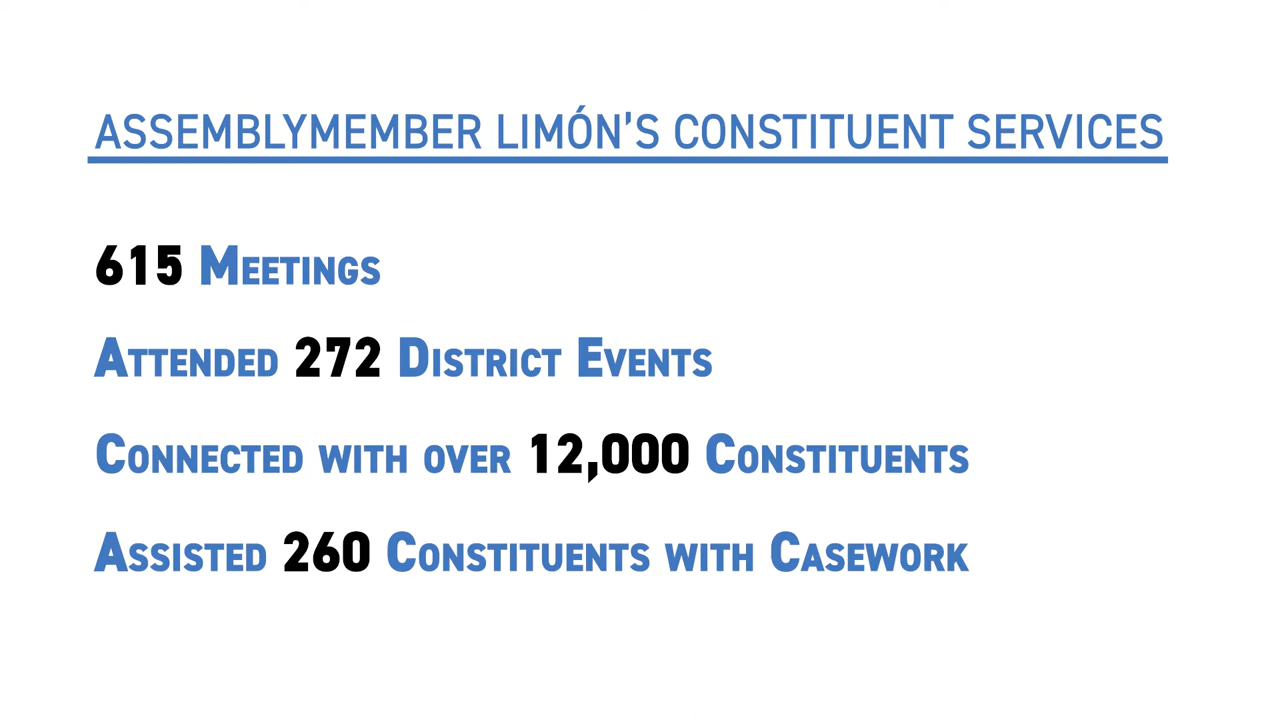 ASSEMBLYMEMBER LIMÓN'S CONSTITUENT SERVICES
615 Meetings
Attended 272 District Events
Connected with over 12,000 Constituents
Assisted 260 Constituents with Casework